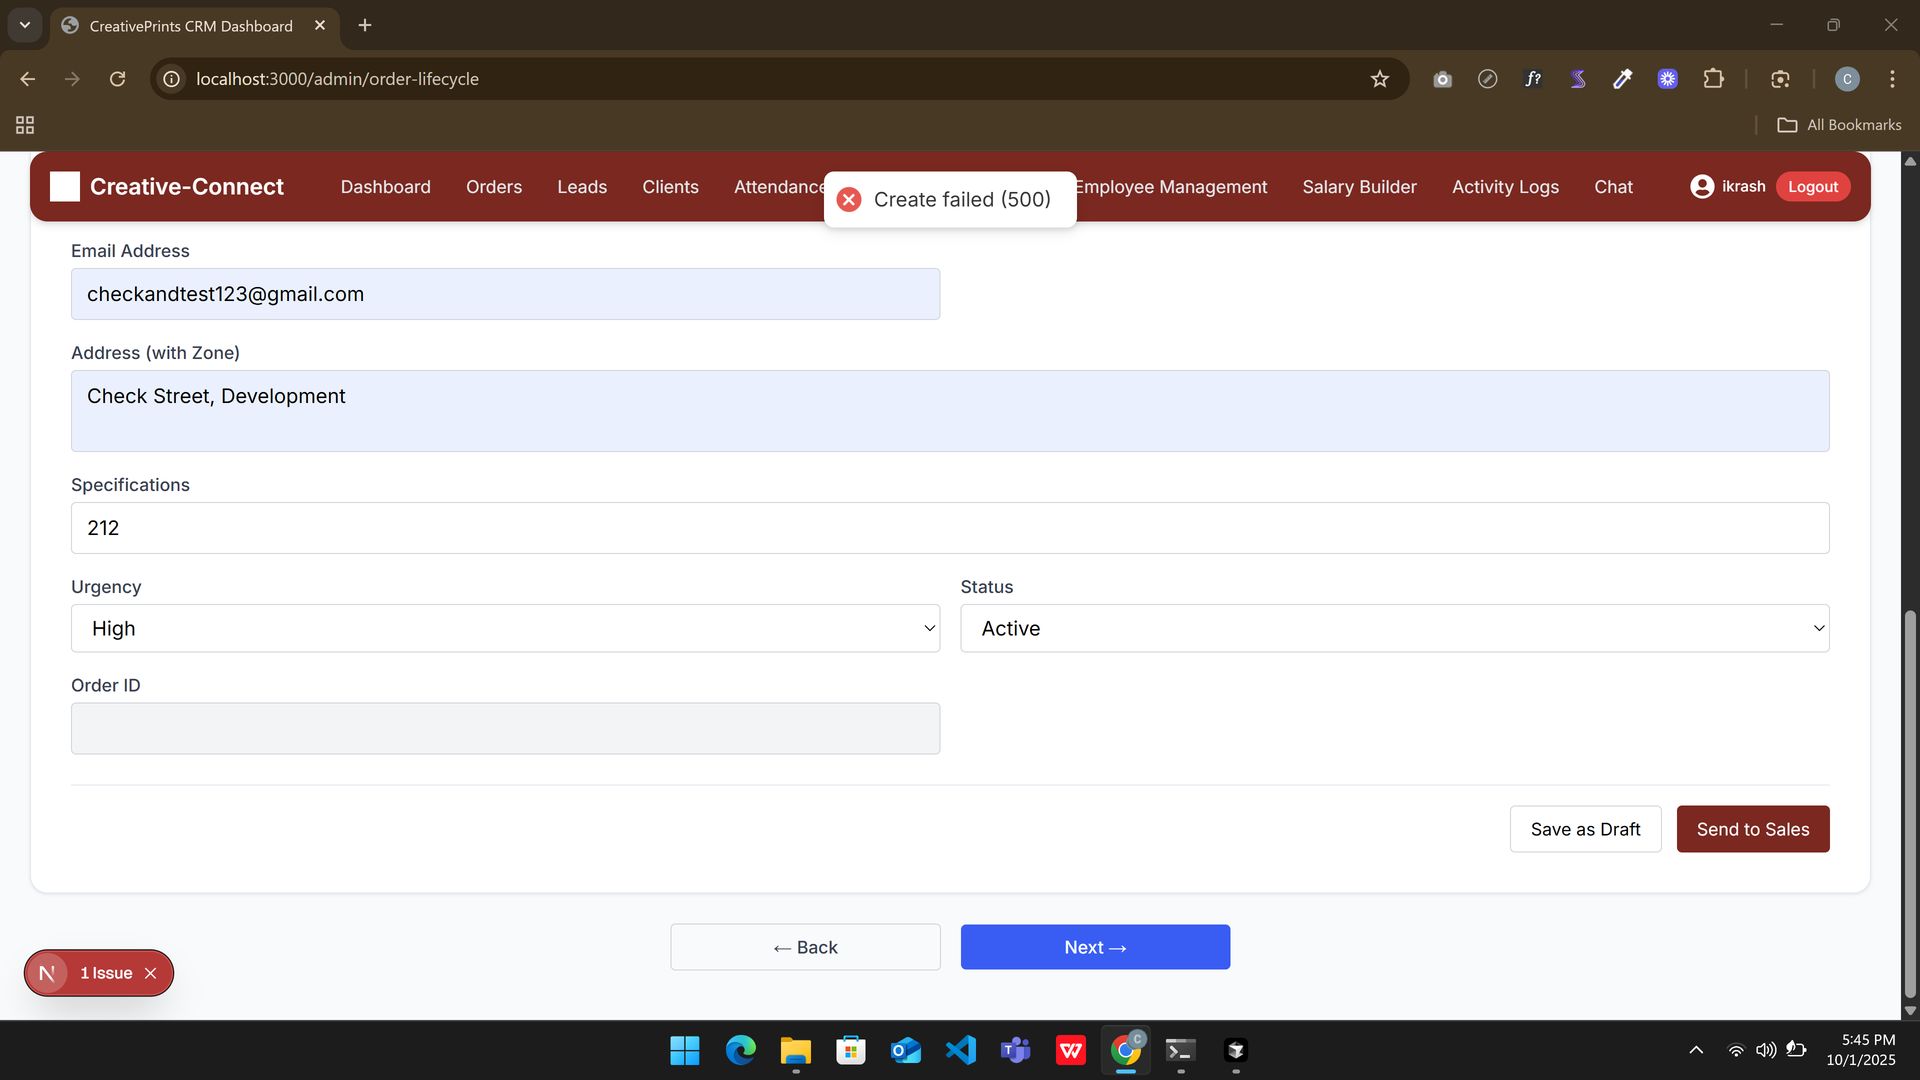 CreativePrints CRM Dashboard
localhost:3000/admin/order-lifecycle
f?
C
All Bookmarks
Creative-Connect
Dashboard
Orders
Leads
Clients
Attendance
Employee Management
Salary Builder
Activity Logs
Chat
ikrash
Logout
Create failed (500)
Email Address
checkandtest123@gmail.com
Address (with Zone)
Check Street, Development
Specifications
212
Urgency
Status
High
Active
Order ID
Save as Draft
Send to Sales
← Back
Next →
N
1 Issue
C
5:45 PM
10/1/2025